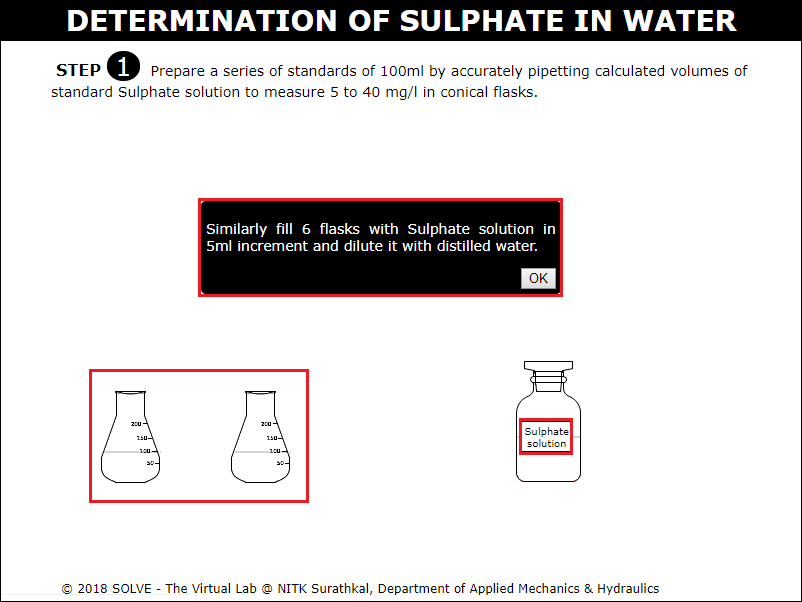 DETERMINATION OF SULPHATE IN WATER
STEP 1 Prepare a series of standards of 100ml by accurately pipetting calculated volumes of
standard Sulphate solution to measure 5 to 40 mg/l in conical flasks.
Similarly fill 6 flasks with Sulphate solution in
5ml increment and dilute it with distilled water.
OK
200
150
100
50
200
150
100
50
Sulphate
solution
© 2018 SOLVE - The Virtual Lab @ NITK Surathkal, Department of Applied Mechanics & Hydraulics